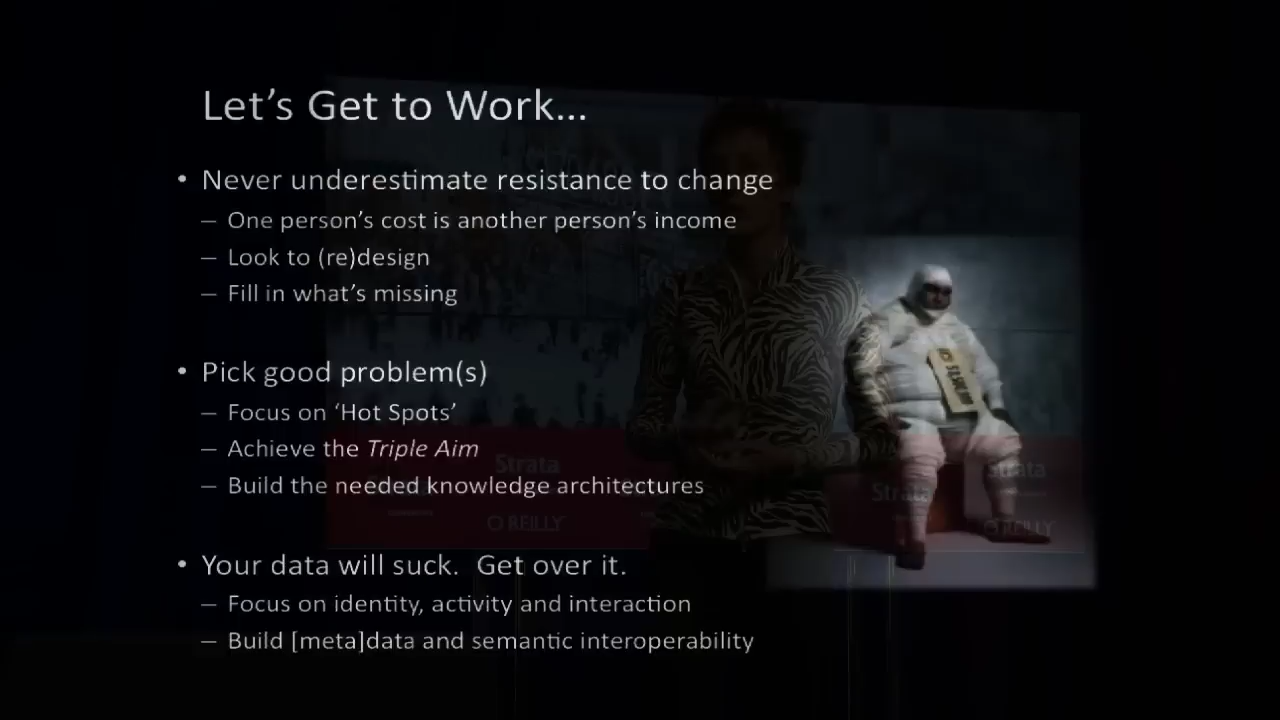 Let's Get to Work...
• Never underestimate resistance to change
– One person's cost is another person's income
– Look to (re)design
– Fill in what's missing
• Pick good problem(s)
– Focus on 'Hot Spots'
– Achieve the Triple Aim
– Build the needed knowledge architectures
• Your data will suck.  Get over it.
– Focus on identity, activity and interaction
– Build [meta]data and semantic interoperability
Strata
Strata
Strata
O'REILLY
O'REILLY